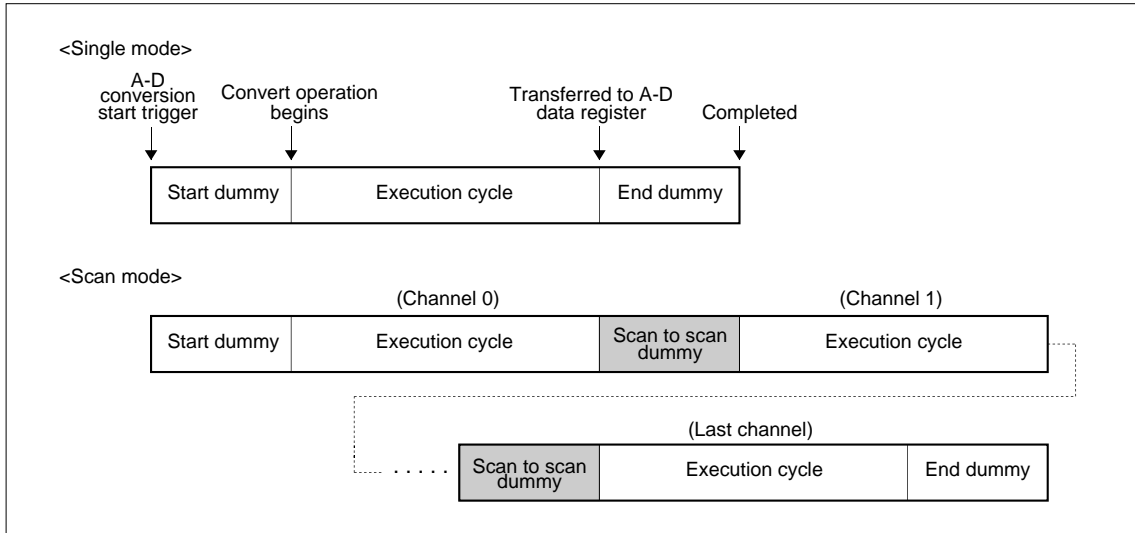 <Single mode>
A-D
conversion
start trigger
Convert operation
begins
Transferred to A-D
data register
Completed
Start dummy
Execution cycle
End dummy
<Scan mode>
(Channel 0)
(Channel 1)
Start dummy
Execution cycle
Scan to scan
dummy
Execution cycle
(Last channel)
. . . . .
Scan to scan
dummy
Execution cycle
End dummy